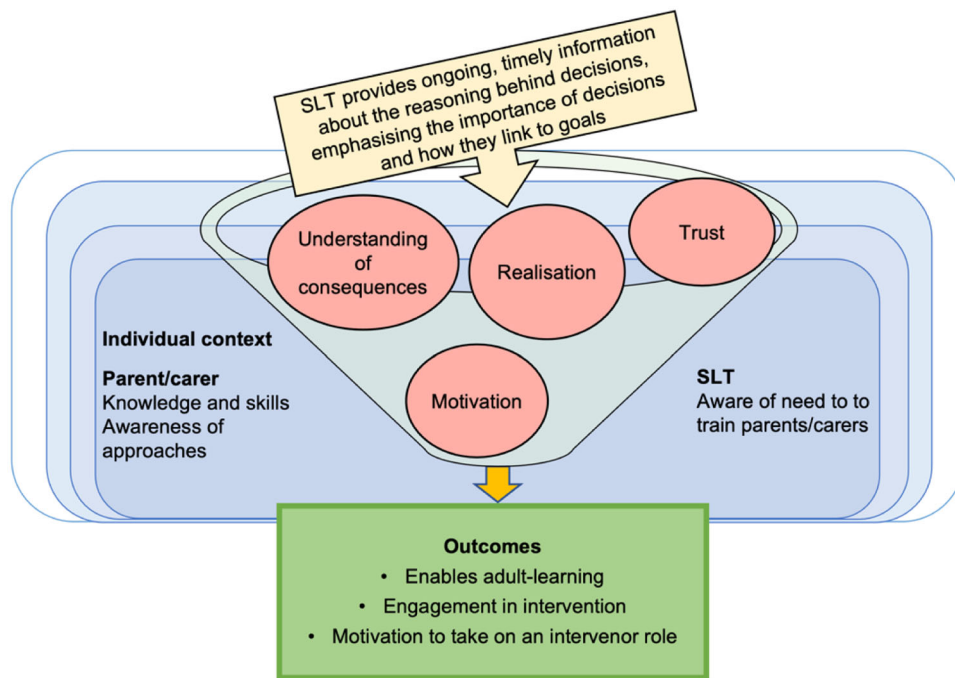 SLT provides ongoing, timely information
about the reasoning behind decisions,
emphasising the importance of decisions
and how they link to goals
Understanding
of
consequences
Realisation
Trust
Motivation
Individual context
Parent/carer
Knowledge and skills
Awareness of
approaches
SLT
Aware of need to to
train parents/carers
Outcomes
• Enables adult-learning
• Engagement in intervention
• Motivation to take on an intervenor role